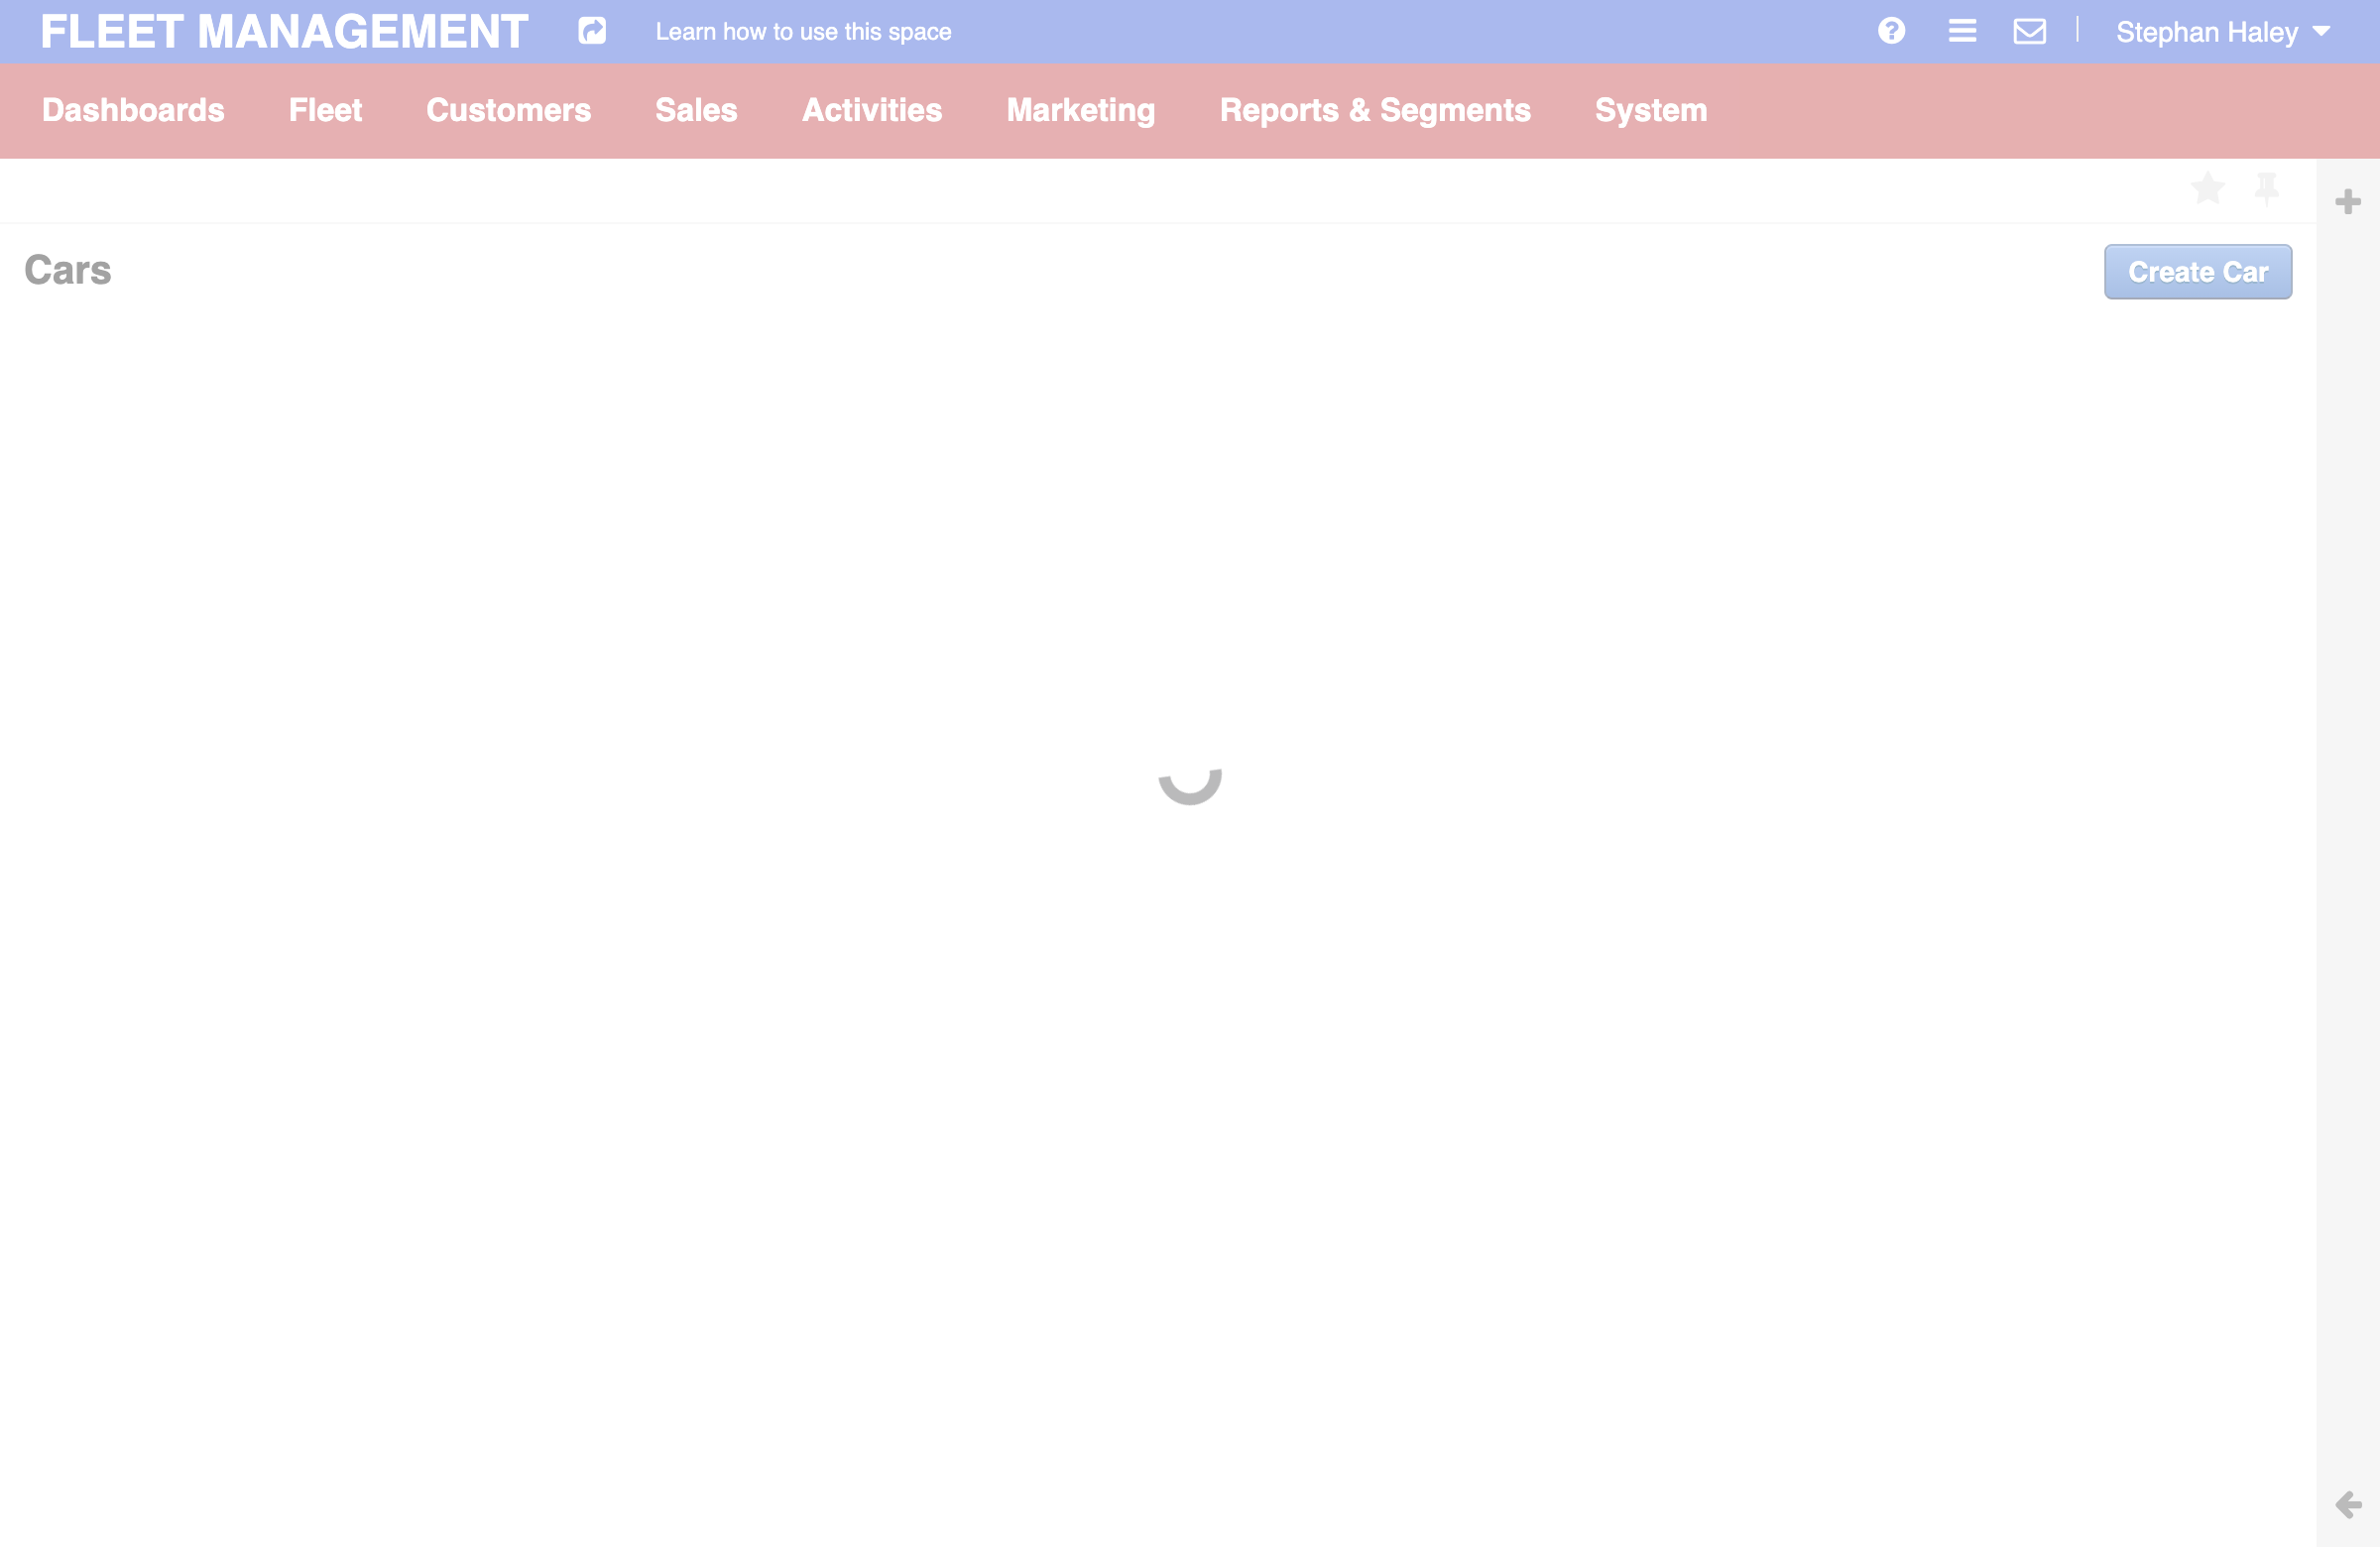 FLEET MANAGEMENT Learn how to use this space Stephan Haley
Dashboards Fleet Customers Sales Activities Marketing Reports & Segments System
Cars Create Car